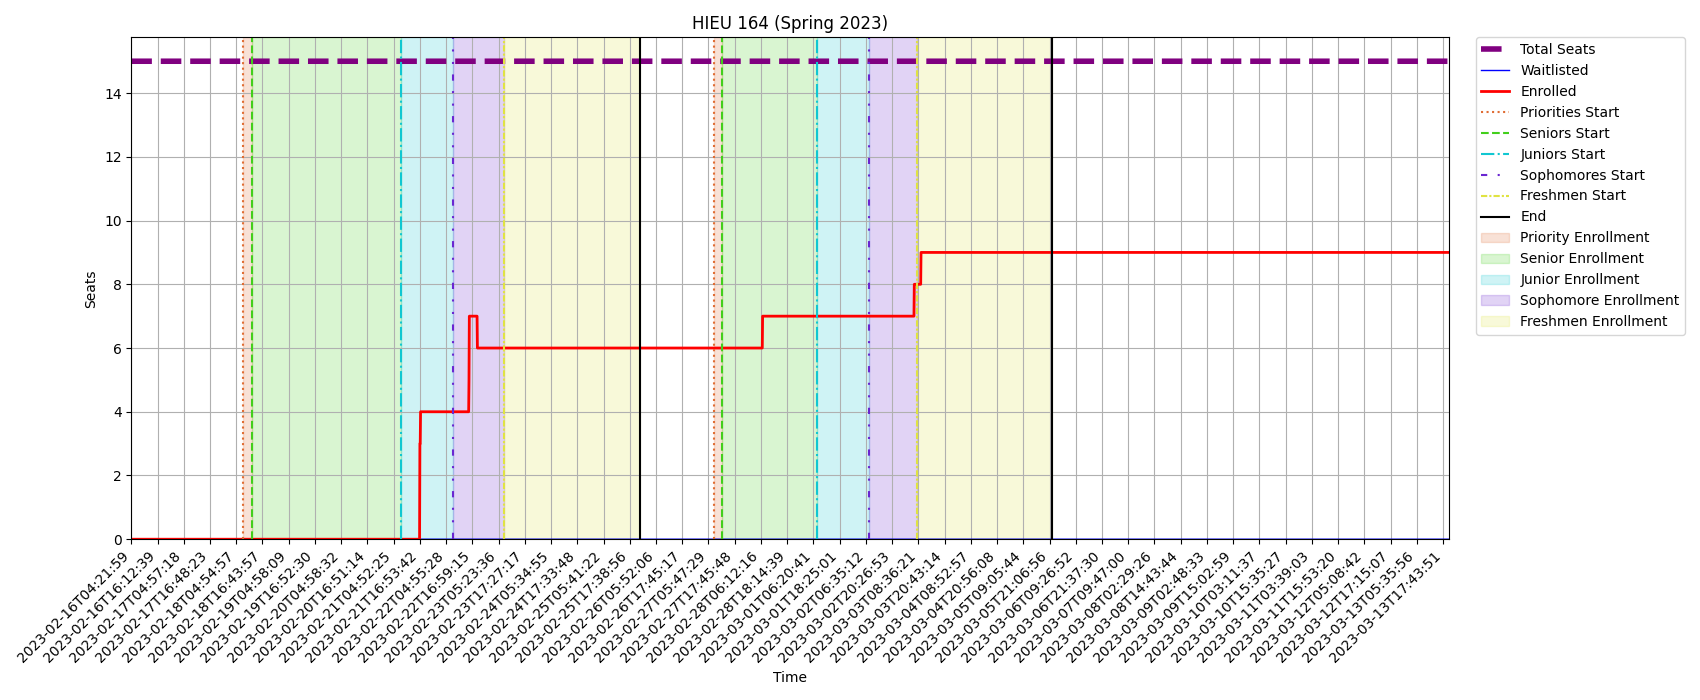 HIEU 164 (Spring 2023)
Seats
14
12
10
8
6
4
2
0
2023-02-16T04:21:59
2023-02-16T16:12:39
2023-02-17T04:57:18
2023-02-17T16:48:23
2023-02-18T04:54:57
2023-02-18T16:43:57
2023-02-19T04:58:09
2023-02-19T16:52:30
2023-02-20T04:58:32
2023-02-20T16:51:14
2023-02-21T04:52:25
2023-02-21T16:53:42
2023-02-22T04:55:28
2023-02-22T16:59:15
2023-02-23T05:23:36
2023-02-23T17:27:17
2023-02-24T05:34:55
2023-02-24T17:33:48
2023-02-25T05:41:22
2023-02-25T17:38:56
2023-02-26T05:52:06
2023-02-26T17:45:17
2023-02-27T05:47:29
2023-02-27T17:45:48
2023-02-28T06:12:16
2023-02-28T18:14:39
2023-03-01T06:20:41
2023-03-01T18:25:01
2023-03-02T06:35:12
2023-03-02T20:26:53
2023-03-03T08:36:21
2023-03-03T20:43:14
2023-03-04T08:52:57
2023-03-04T20:56:08
2023-03-05T09:05:44
2023-03-05T21:06:56
2023-03-06T09:26:52
2023-03-06T21:37:30
2023-03-07T09:47:00
2023-03-08T02:29:26
2023-03-08T14:43:44
2023-03-09T02:48:33
2023-03-09T15:02:59
2023-03-10T03:11:37
2023-03-10T15:35:27
2023-03-11T03:39:03
2023-03-11T15:53:20
2023-03-12T05:08:42
2023-03-12T17:15:07
2023-03-13T05:35:56
2023-03-13T17:43:51
Time
Total Seats
Waitlisted
Enrolled
Priorities Start
Seniors Start
Juniors Start
Sophomores Start
Freshmen Start
End
Priority Enrollment
Senior Enrollment
Junior Enrollment
Sophomore Enrollment
Freshmen Enrollment